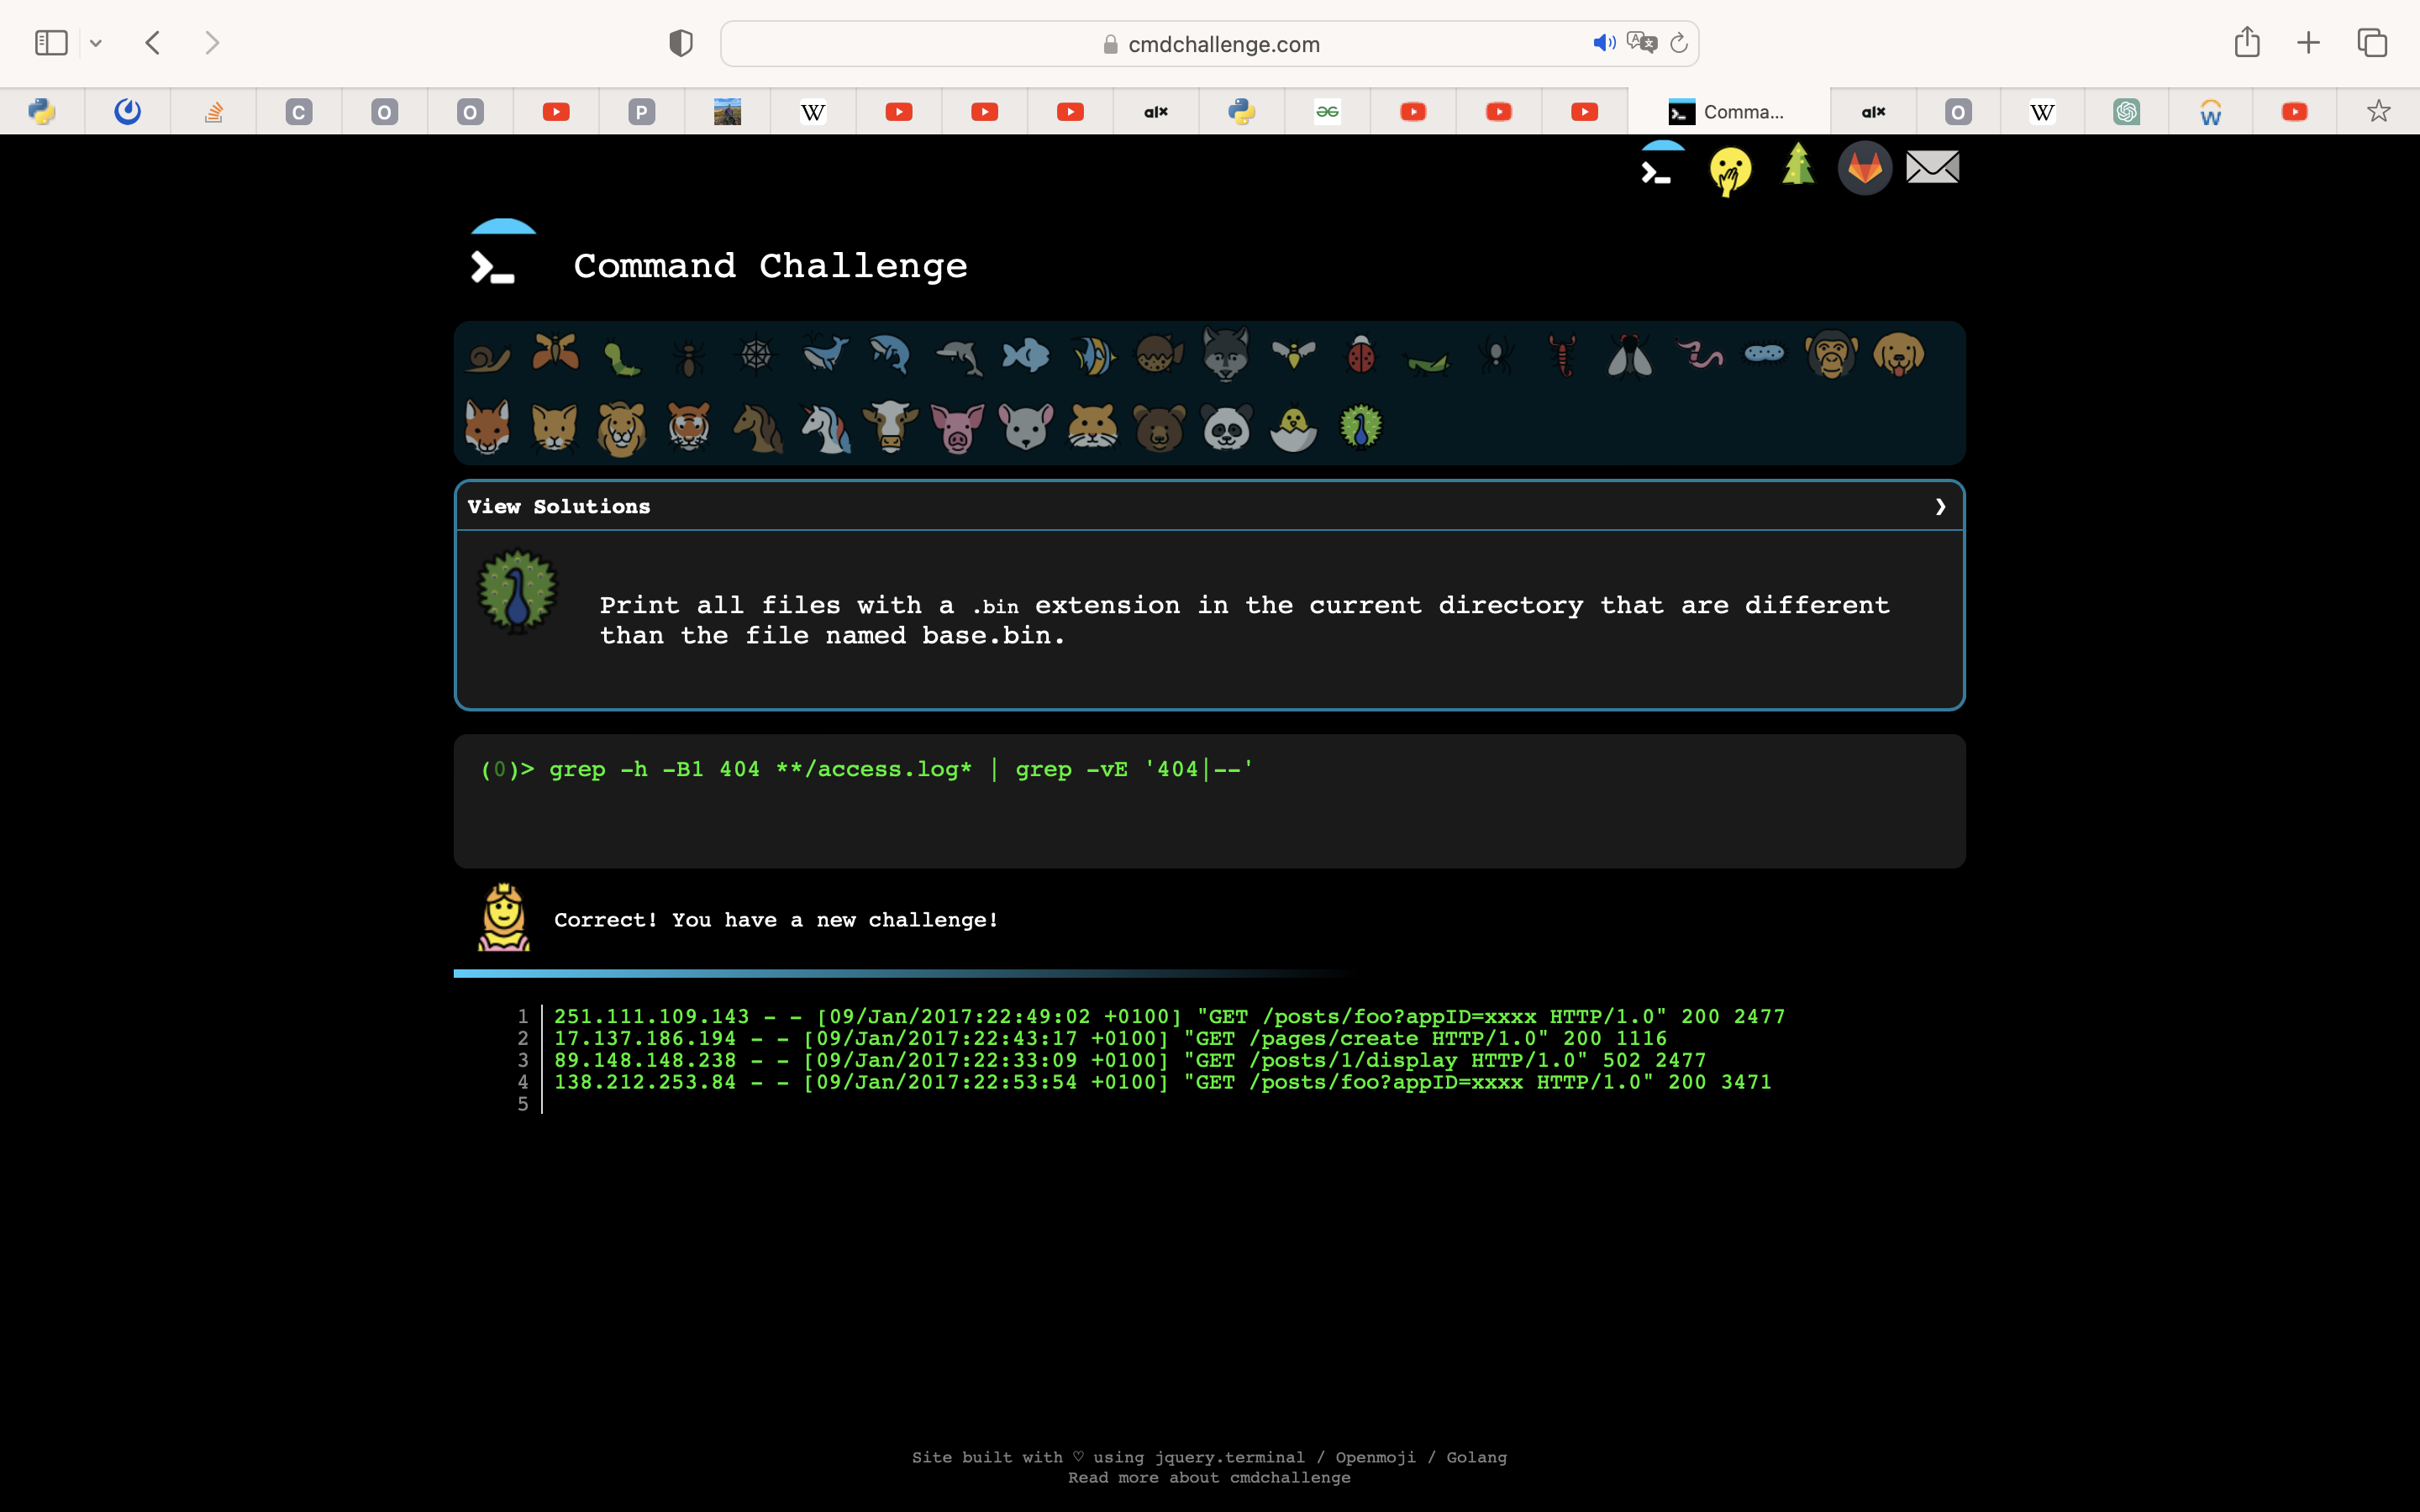 cmdchallenge.com
C
O
O
P
W
alx
Comma...
alx
O
W
W
Command Challenge
View Solutions
Print all files with a .bin extension in the current directory that are different
than the file named base.bin.
(0)> grep -h -B1 404 **/access.log* | grep -vE '404|--'
Correct! You have a new challenge!
1 251.111.109.143 - - [09/Jan/2017:22:49:02 +0100] "GET /posts/foo?appID=xxxx HTTP/1.0" 200 2477
2 17.137.186.194 - - [09/Jan/2017:22:43:17 +0100] "GET /pages/create HTTP/1.0" 200 1116
3 89.148.148.238 - - [09/Jan/2017:22:33:09 +0100] "GET /posts/1/display HTTP/1.0" 502 2477
4 138.212.253.84 - - [09/Jan/2017:22:53:54 +0100] "GET /posts/foo?appID=xxxx HTTP/1.0" 200 3471
5
Site built with ♡ using jquery.terminal / Openmoji / Golang
Read more about cmdchallenge